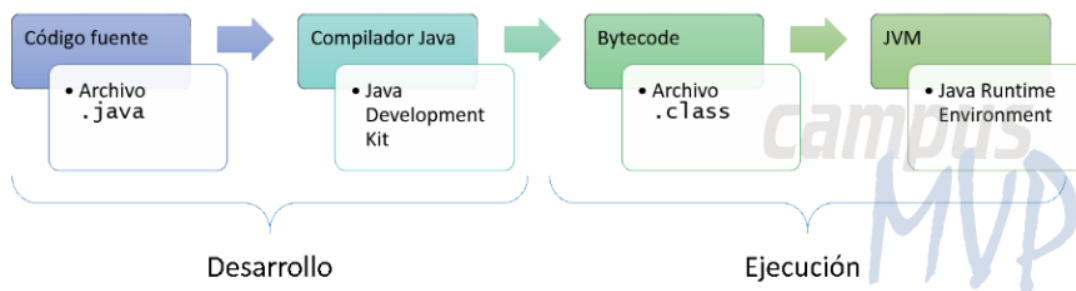 Código fuente
Compilador Java
Bytecode
JVM
• Archivo
.java
• Java
Development
Kit
• Archivo
.class
• Java Runtime
Environment
campus
MVP
Desarrollo
Ejecución